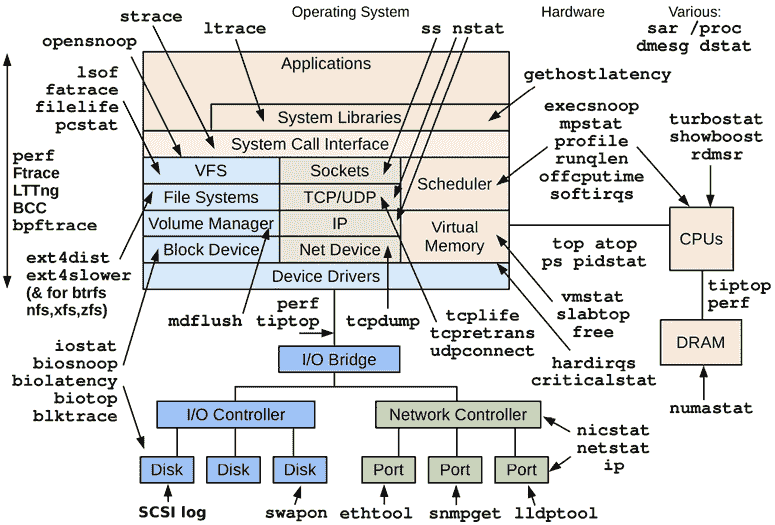 Operating System
Hardware
Various:
sar /proc
dmesg dstat
strace
opensnoop
ltrace
ss nstat
lsof
fatrace
filelife
pcstat
gethostlatency
Applications
System Libraries
System Call Interface
VFS
Sockets
Scheduler
File Systems
TCP/UDP
Volume Manager
IP
Virtual
Memory
Block Device
Net Device
Device Drivers
perf
Ftrace
LTTng
BCC
bpftrace
execsnoop
mpstat
profile
runqlen
offcputime
softirqs
turbostat
showboost
rdmsr
CPUs
top atop
ps pidstat
ext4dist
ext4slower
(& for btrfs
nfs,xfs,zfs)
mdflush
perf
tiptop
tcpdump
tcplife
tcpretrans
udpconnect
vmstat
slabtop
free
tiptop
perf
DRAM
hardirqs
criticalstat
numastat
iostat
biosnoop
biolatency
biotop
blktrace
I/O Bridge
I/O Controller
Network Controller
nicstat
netstat
ip
Disk
Disk
Disk
Port
Port
Port
SCSI log
swapon
ethtool
snmpget
lldptool